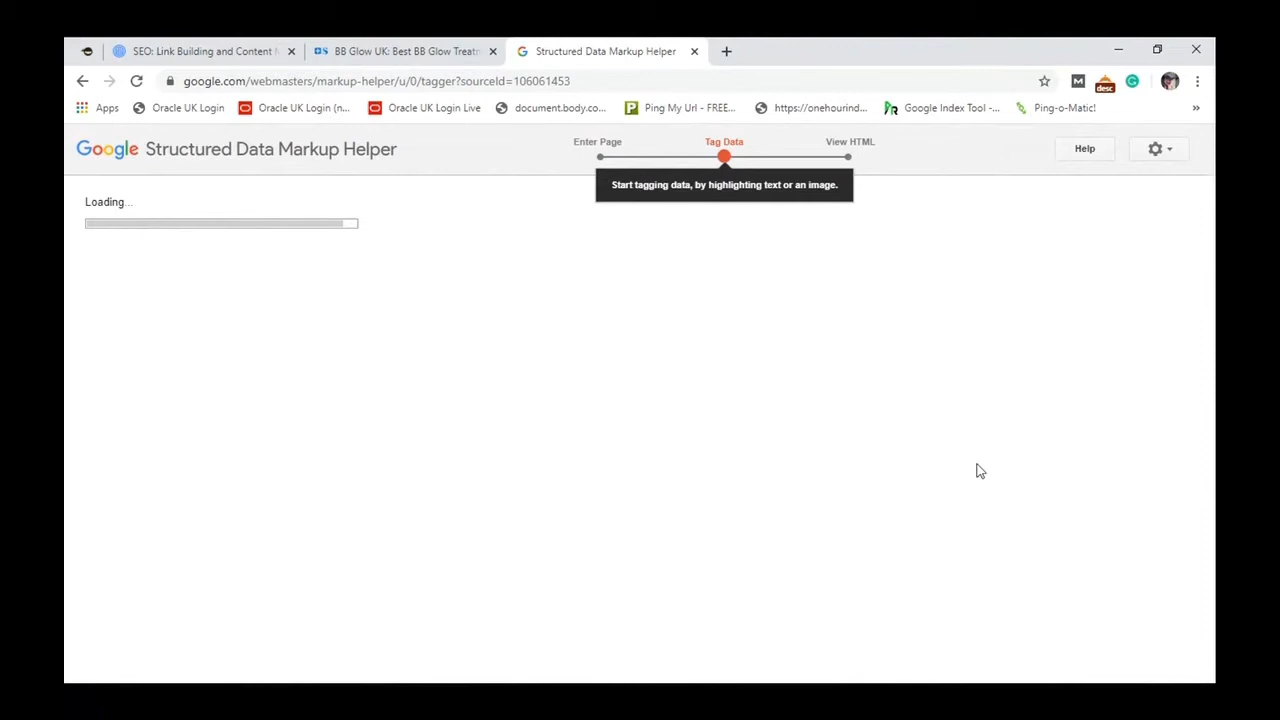 SEO: Link Building and Content
BB Glow UK: Best BB Glow Treatm
Structured Data Markup Helper
google.com/webmasters/markup-helper/u/0/tagger?sourceId=106061453
desc
Apps
Oracle UK Login
Oracle UK Login (n...
Oracle UK Login Live
document.body.co...
Ping My Url - FREE...
https://onehourind...
Google Index Tool -...
Ping-o-Matic!
Google Structured Data Markup Helper
Enter Page
Tag Data
View HTML
Help
Start tagging data, by highlighting text or an image.
Loading...